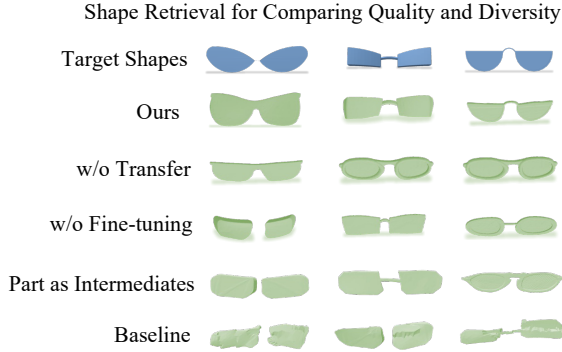 Shape Retrieval for Comparing Quality and Diversity
Target Shapes
Ours
w/o Transfer
w/o Fine-tuning
Part as Intermediates
Baseline